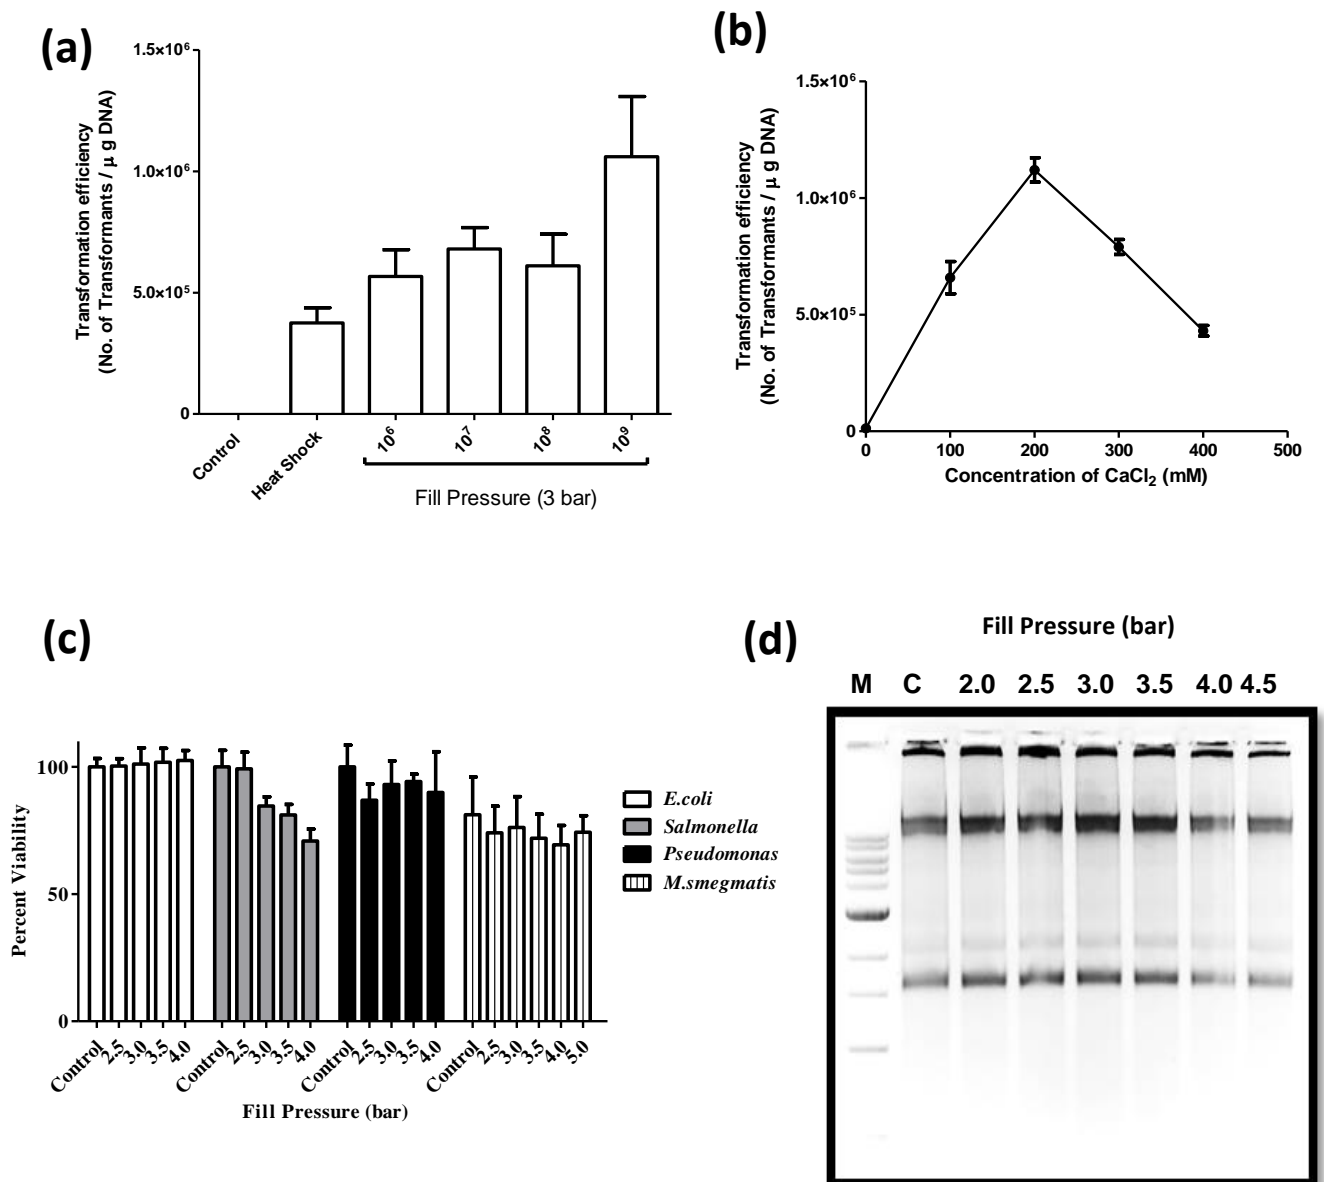 (a)
Transformation efficiency
(No. of Transformants / µ g DNA)
1.5×10⁶
1.0×10⁶
5.0×10⁵
0
Control
Heat Shock
10⁶
10⁷
10⁸
10⁹
Fill Pressure (3 bar)
(b)
Transformation efficiency
(No. of Transformants / µ g DNA)
1.5×10⁶
1.0×10⁶
5.0×10⁵
0
0 100 200 300 400 500
Concentration of CaCl₂ (mM)
(c)
Percent Viability
100
50
0
Control 2.5 3.0 3.5 4.0 Control 2.5 3.0 3.5 4.0 Control 2.5 3.0 3.5 4.0 Control 2.5 3.0 3.5 4.0 5.0
Fill Pressure (bar)
E.coli
Salmonella
Pseudomonas
M.smegmatis
(d)
Fill Pressure (bar)
M C 2.0 2.5 3.0 3.5 4.0 4.5